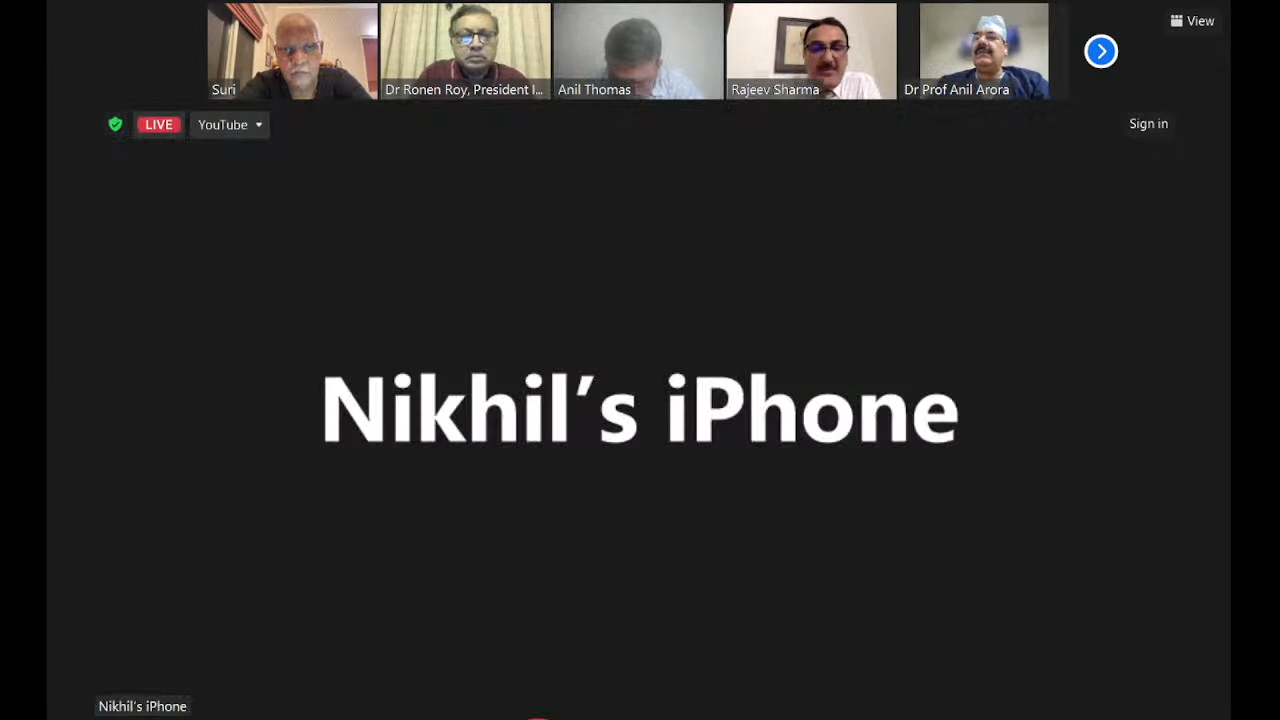 View
Suri
Dr Ronen Roy, President I...
Anil Thomas
Rajeev Sharma
Dr Prof Anil Arora
LIVE
YouTube
Sign in
Nikhil's iPhone
Nikhil's iPhone